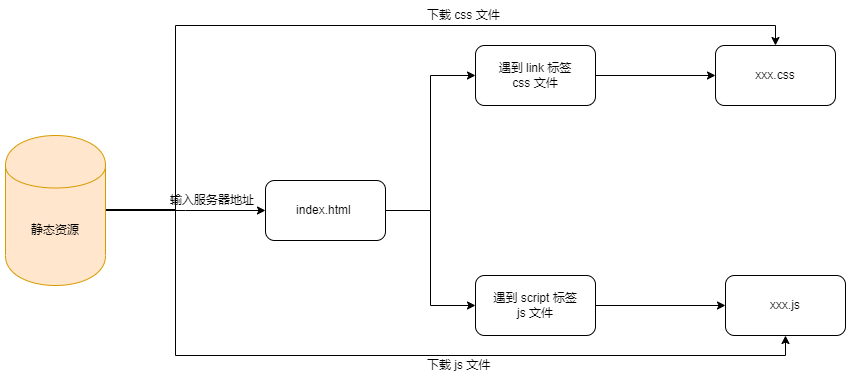 下载 css 文件
遇到 link 标签
css 文件
xxx.css
输入服务器地址
静态资源
index.html
遇到 script 标签
js 文件
xxx.js
下载 js 文件